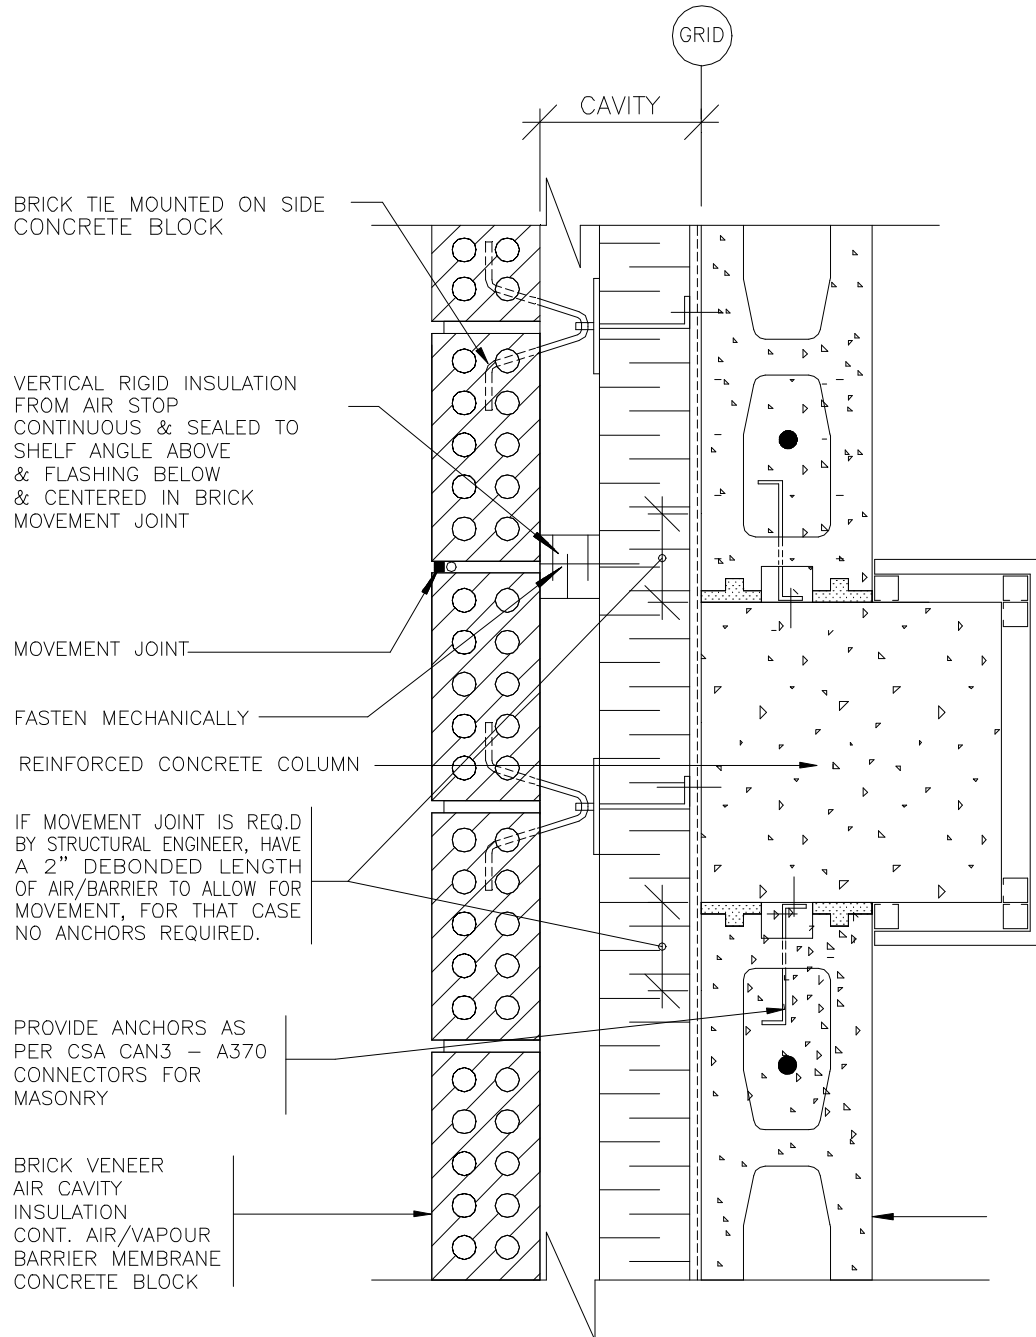 GRID
CAVITY
BRICK TIE MOUNTED ON SIDE
CONCRETE BLOCK
VERTICAL RIGID INSULATION
FROM AIR STOP
CONTINUOUS & SEALED TO
SHELF ANGLE ABOVE
& FLASHING BELOW
& CENTERED IN BRICK
MOVEMENT JOINT
MOVEMENT JOINT
FASTEN MECHANICALLY
REINFORCED CONCRETE COLUMN
IF MOVEMENT JOINT IS REQ.D
BY STRUCTURAL ENGINEER, HAVE
A 2" DEBONDED LENGTH
OF AIR/BARRIER TO ALLOW FOR
MOVEMENT, FOR THAT CASE
NO ANCHORS REQUIRED.
PROVIDE ANCHORS AS
PER CSA CAN3 – A370
CONNECTORS FOR
MASONRY
BRICK VENEER
AIR CAVITY
INSULATION
CONT. AIR/VAPOUR
BARRIER MEMBRANE
CONCRETE BLOCK